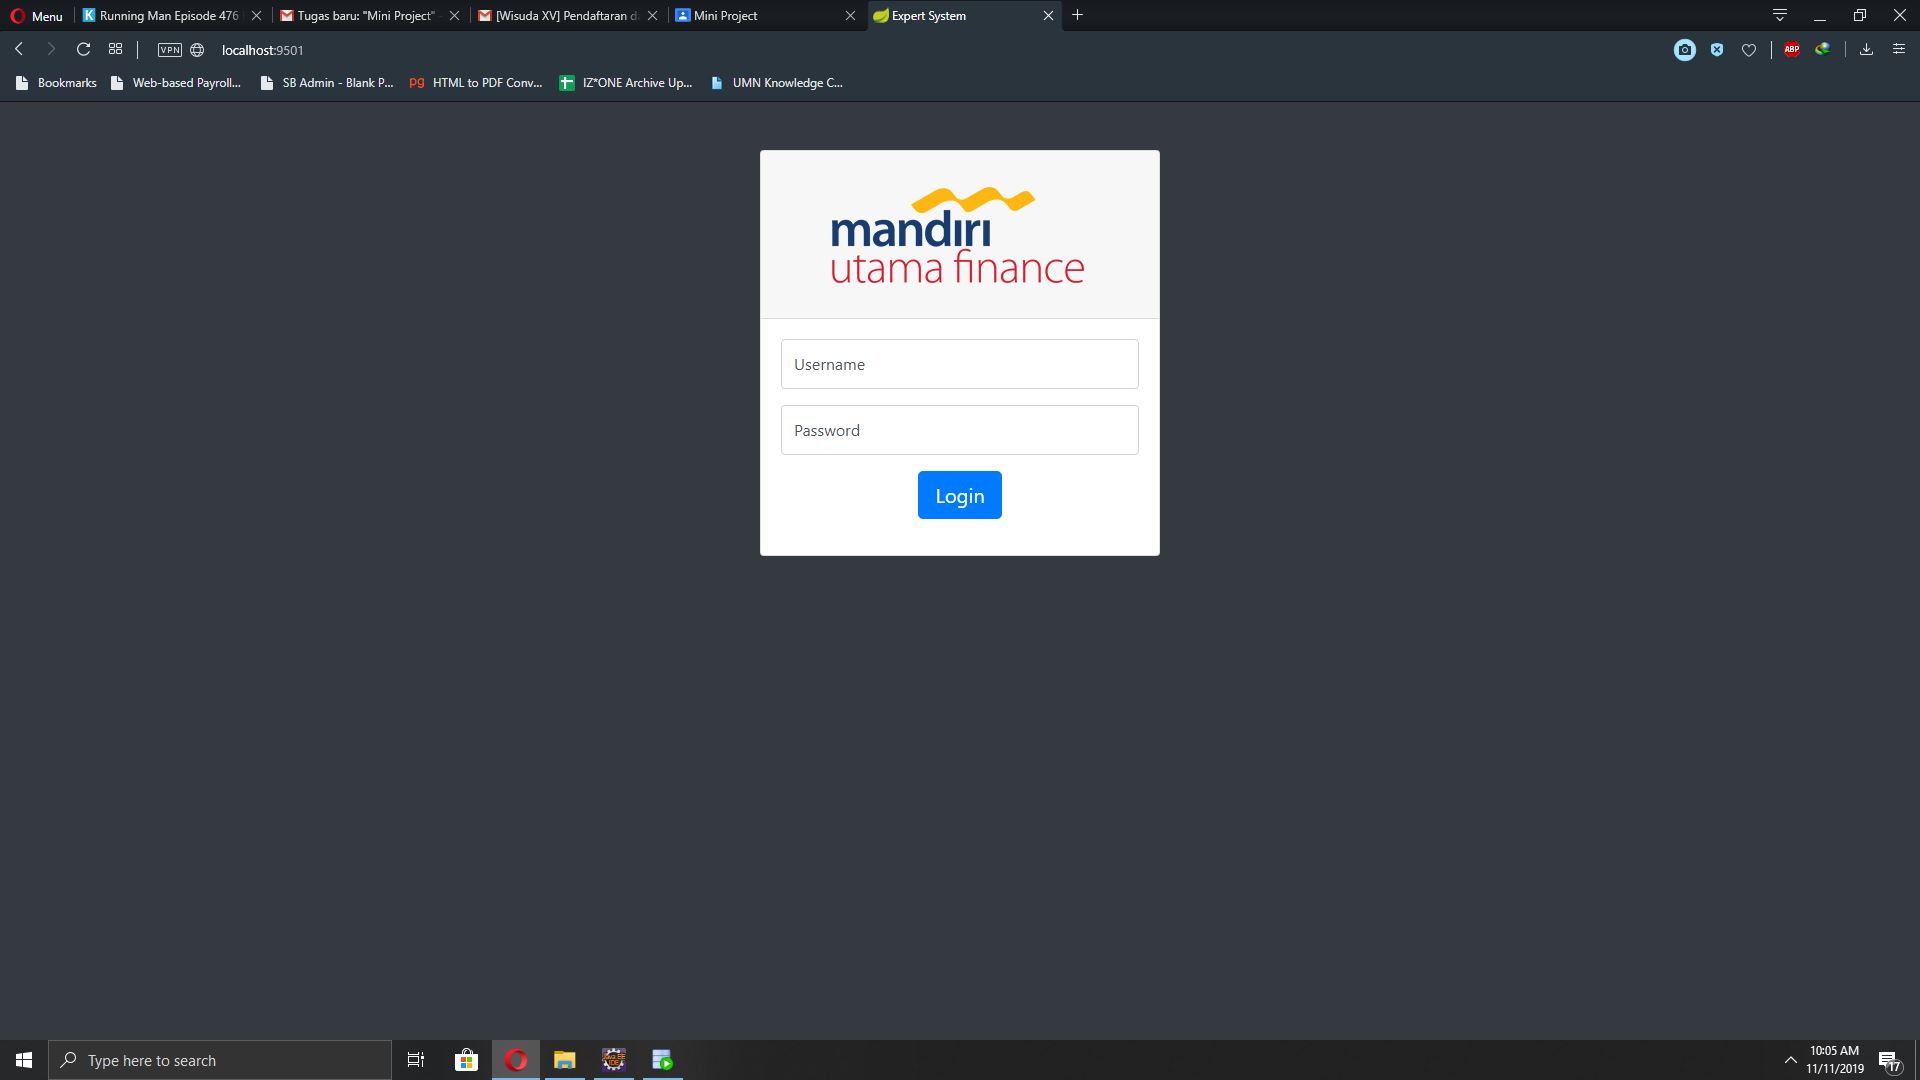 Menu
Running Man Episode 476
Tugas baru: "Mini Project"
[Wisuda XV] Pendaftaran d
Mini Project
Expert System
VPN
localhost:9501
ABP
Bookmarks
Web-based Payroll...
SB Admin - Blank P...
pg HTML to PDF Conv...
IZ*ONE Archive Up...
UMN Knowledge C...
mandiri
utama finance
Username
Password
Login
Type here to search
10:05 AM
11/11/2019
17